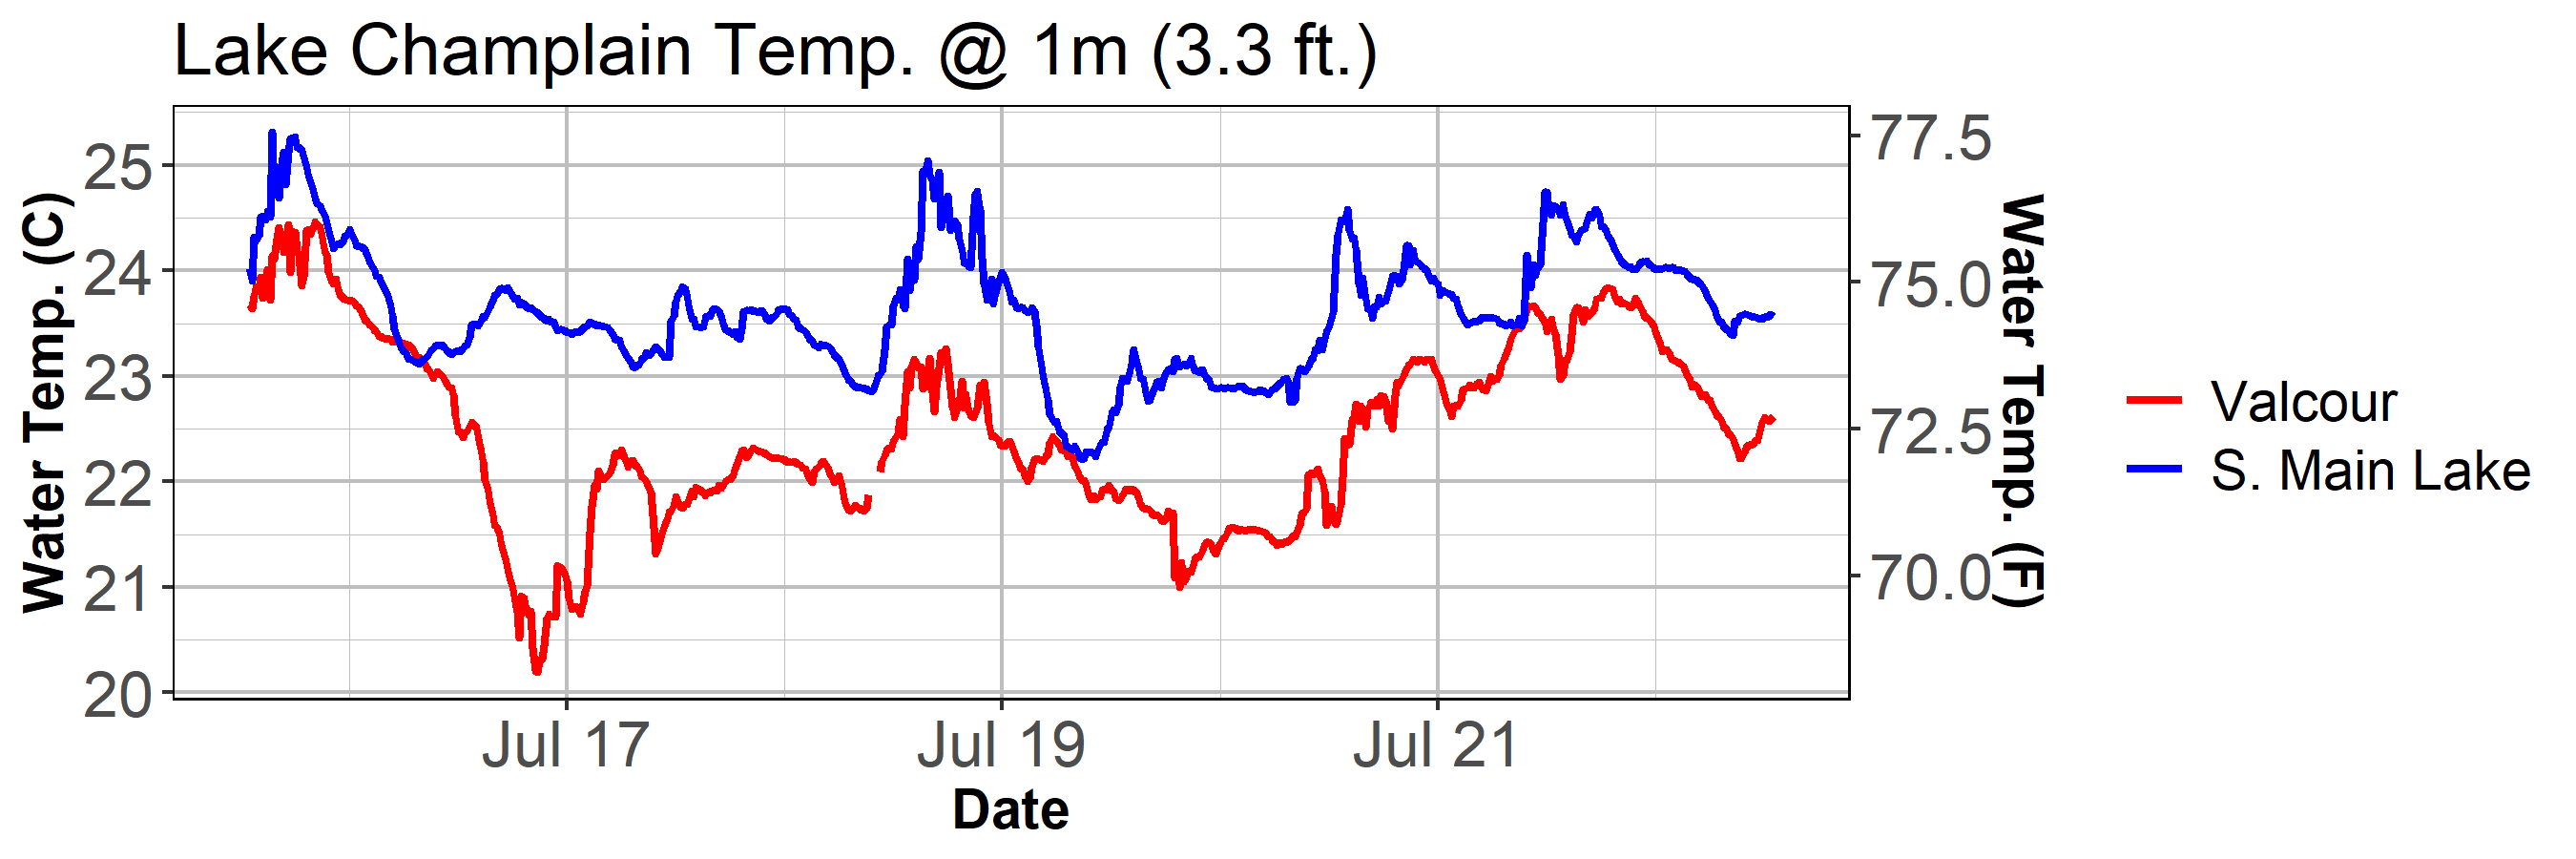 Lake Champlain Temp. @ 1m (3.3 ft.)
Water Temp. (C)
25
24
23
22
21
20
77.5
75.0
72.5
70.0
Water Temp. (F)
Jul 17
Jul 19
Jul 21
Date
Valcour
S. Main Lake